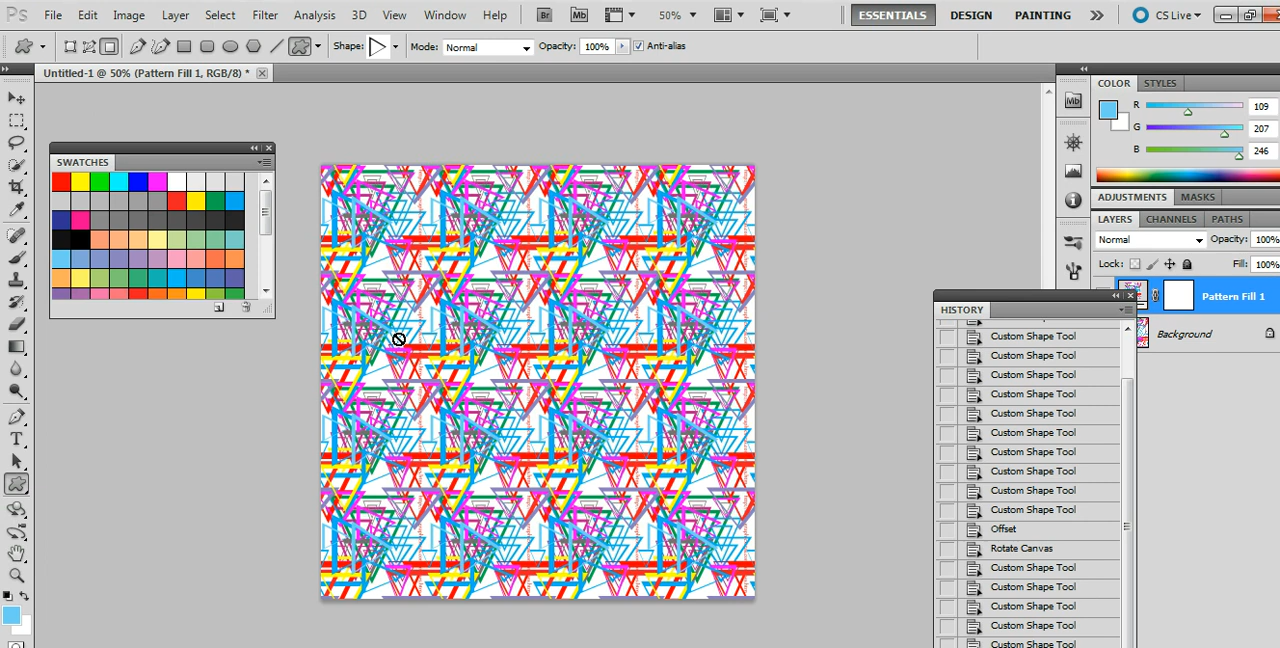 Ps File Edit Image Layer Select Filter Analysis 3D View Window Help Br Mb 50% ESSENTIALS DESIGN PAINTING CS Live
Shape: Mode: Normal Opacity: 100% Anti-alias
Untitled-1 @ 50% (Pattern Fill 1, RGB/8) *
SWATCHES
COLOR STYLES
Mb
R 109
G 207
B 246
ADJUSTMENTS MASKS
LAYERS CHANNELS PATHS
Normal Opacity: 100%
Lock: Fill: 100%
Pattern Fill 1
Background
HISTORY
Custom Shape Tool
Custom Shape Tool
Custom Shape Tool
Custom Shape Tool
Custom Shape Tool
Custom Shape Tool
Custom Shape Tool
Custom Shape Tool
Custom Shape Tool
Custom Shape Tool
Offset
Rotate Canvas
Custom Shape Tool
Custom Shape Tool
Custom Shape Tool
Custom Shape Tool
Custom Shape Tool
T